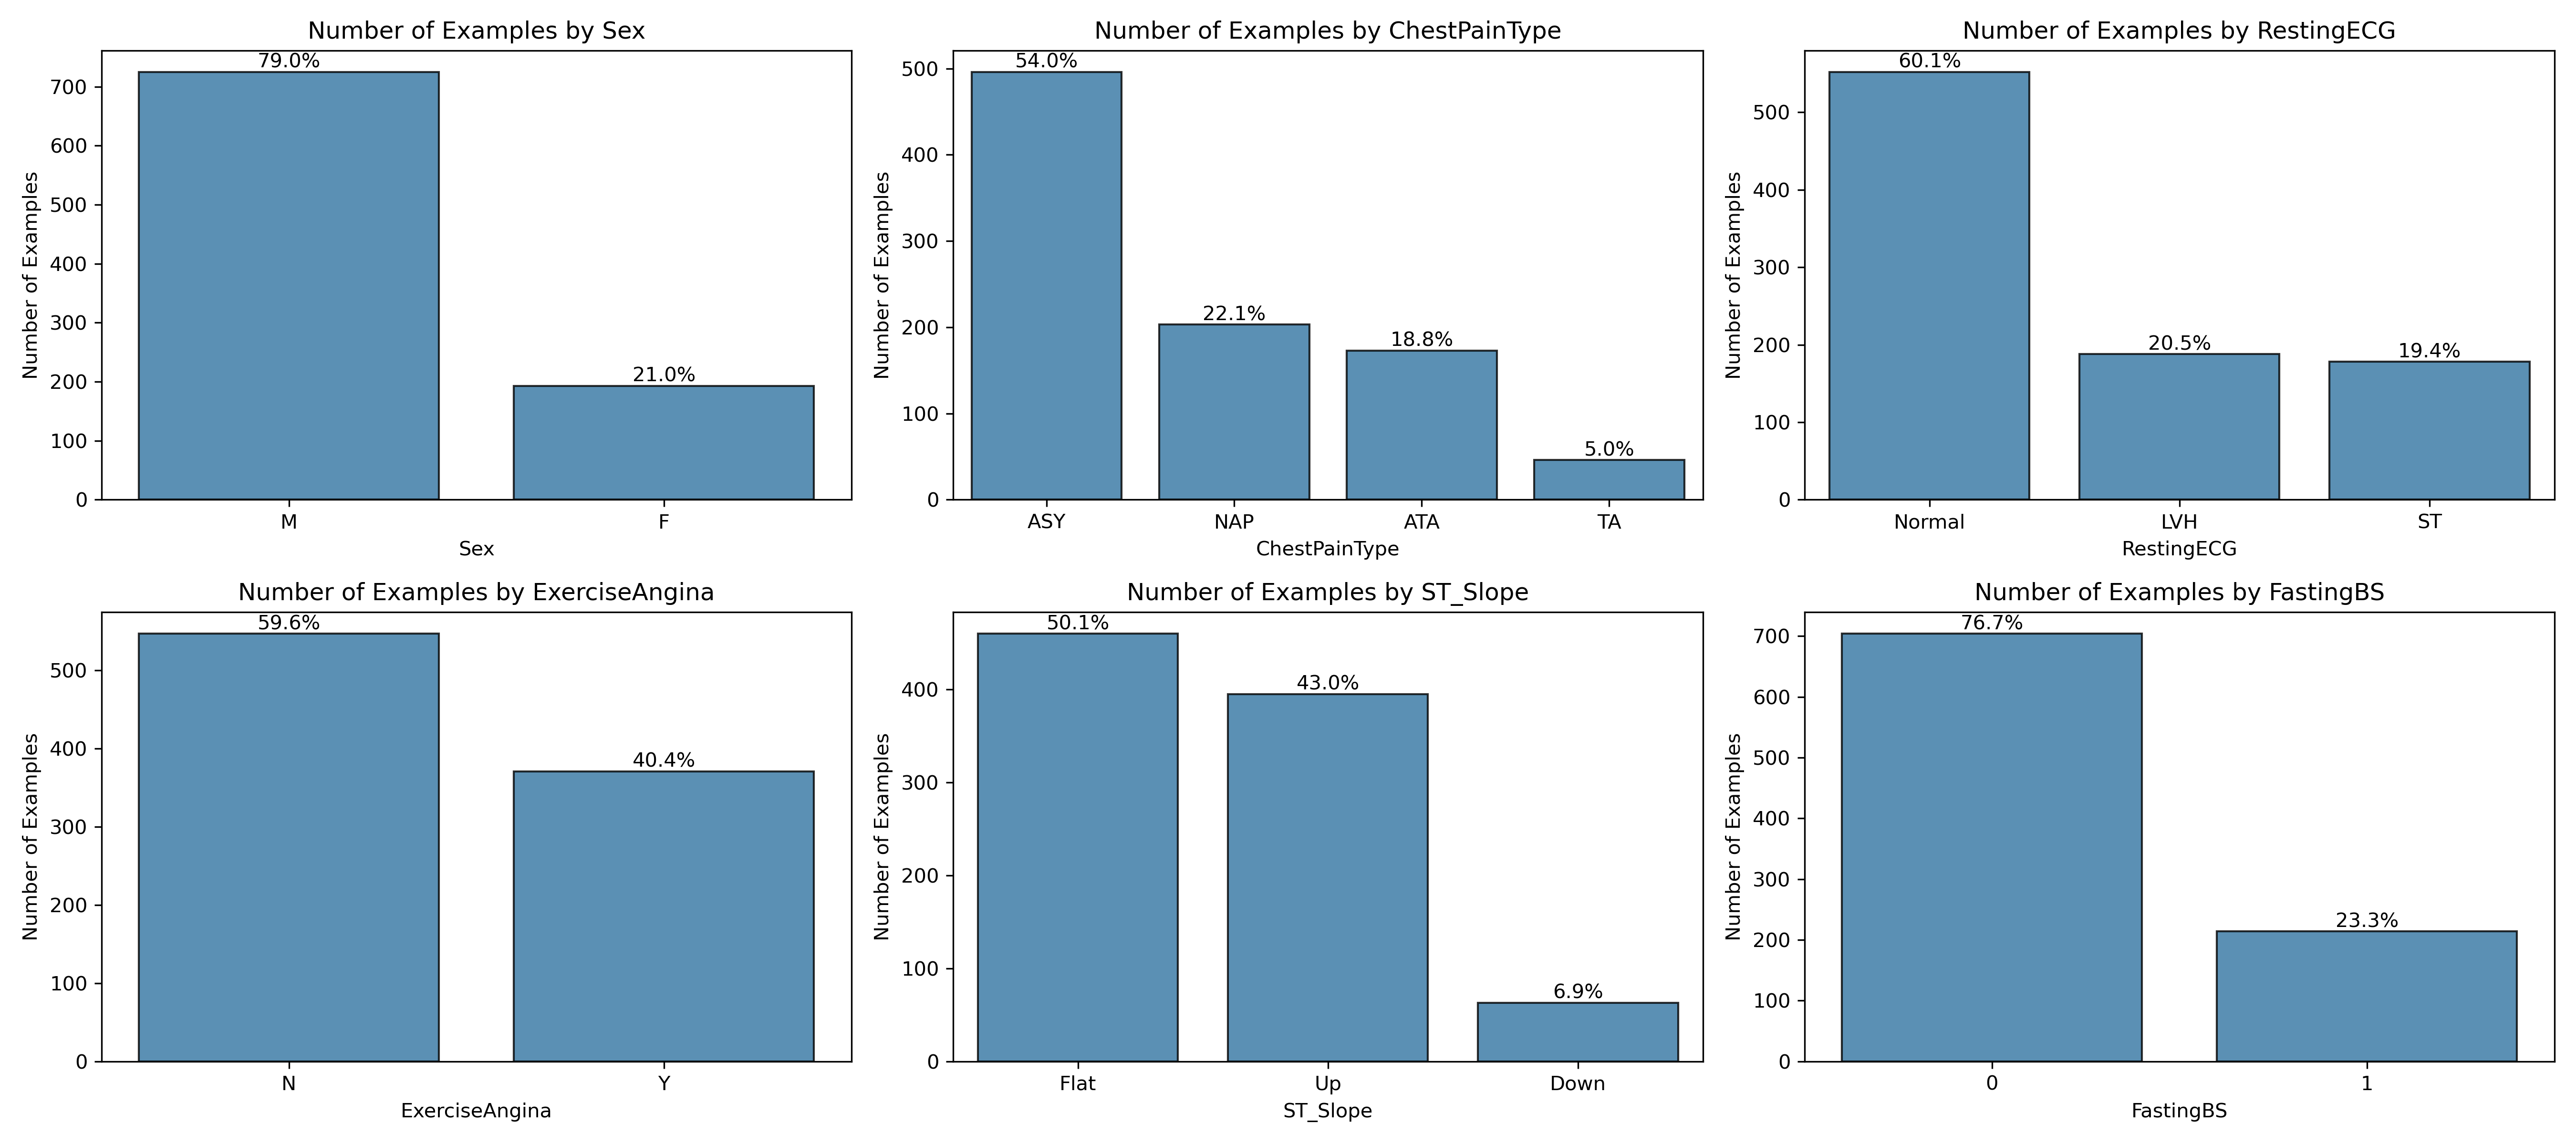 Number of Examples by Sex
79.0%
21.0%
700
600
500
400
300
200
100
0
Number of Examples
M
F
Sex
Number of Examples by ChestPainType
54.0%
22.1%
18.8%
5.0%
500
400
300
200
100
0
Number of Examples
ASY
NAP
ATA
TA
ChestPainType
Number of Examples by RestingECG
60.1%
20.5%
19.4%
500
400
300
200
100
0
Number of Examples
Normal
LVH
ST
RestingECG
Number of Examples by ExerciseAngina
59.6%
40.4%
500
400
300
200
100
0
Number of Examples
N
Y
ExerciseAngina
Number of Examples by ST_Slope
50.1%
43.0%
6.9%
400
300
200
100
0
Number of Examples
Flat
Up
Down
ST_Slope
Number of Examples by FastingBS
76.7%
23.3%
700
600
500
400
300
200
100
0
Number of Examples
0
1
FastingBS